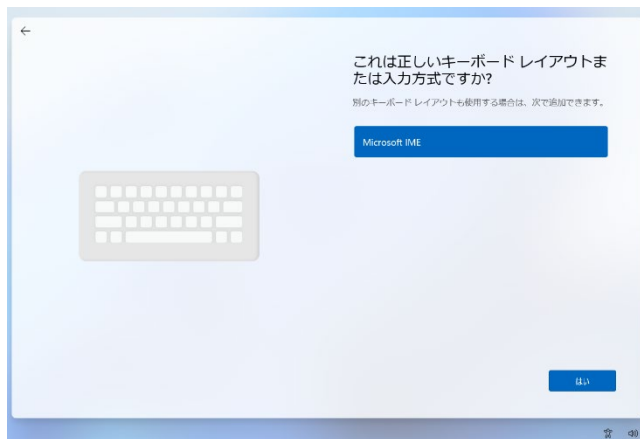 これは正しいキーボード レイアウトま
たは入力方式ですか?
別のキーボード レイアウトも使用する場合は、次で追加できます。
Microsoft IME
はい